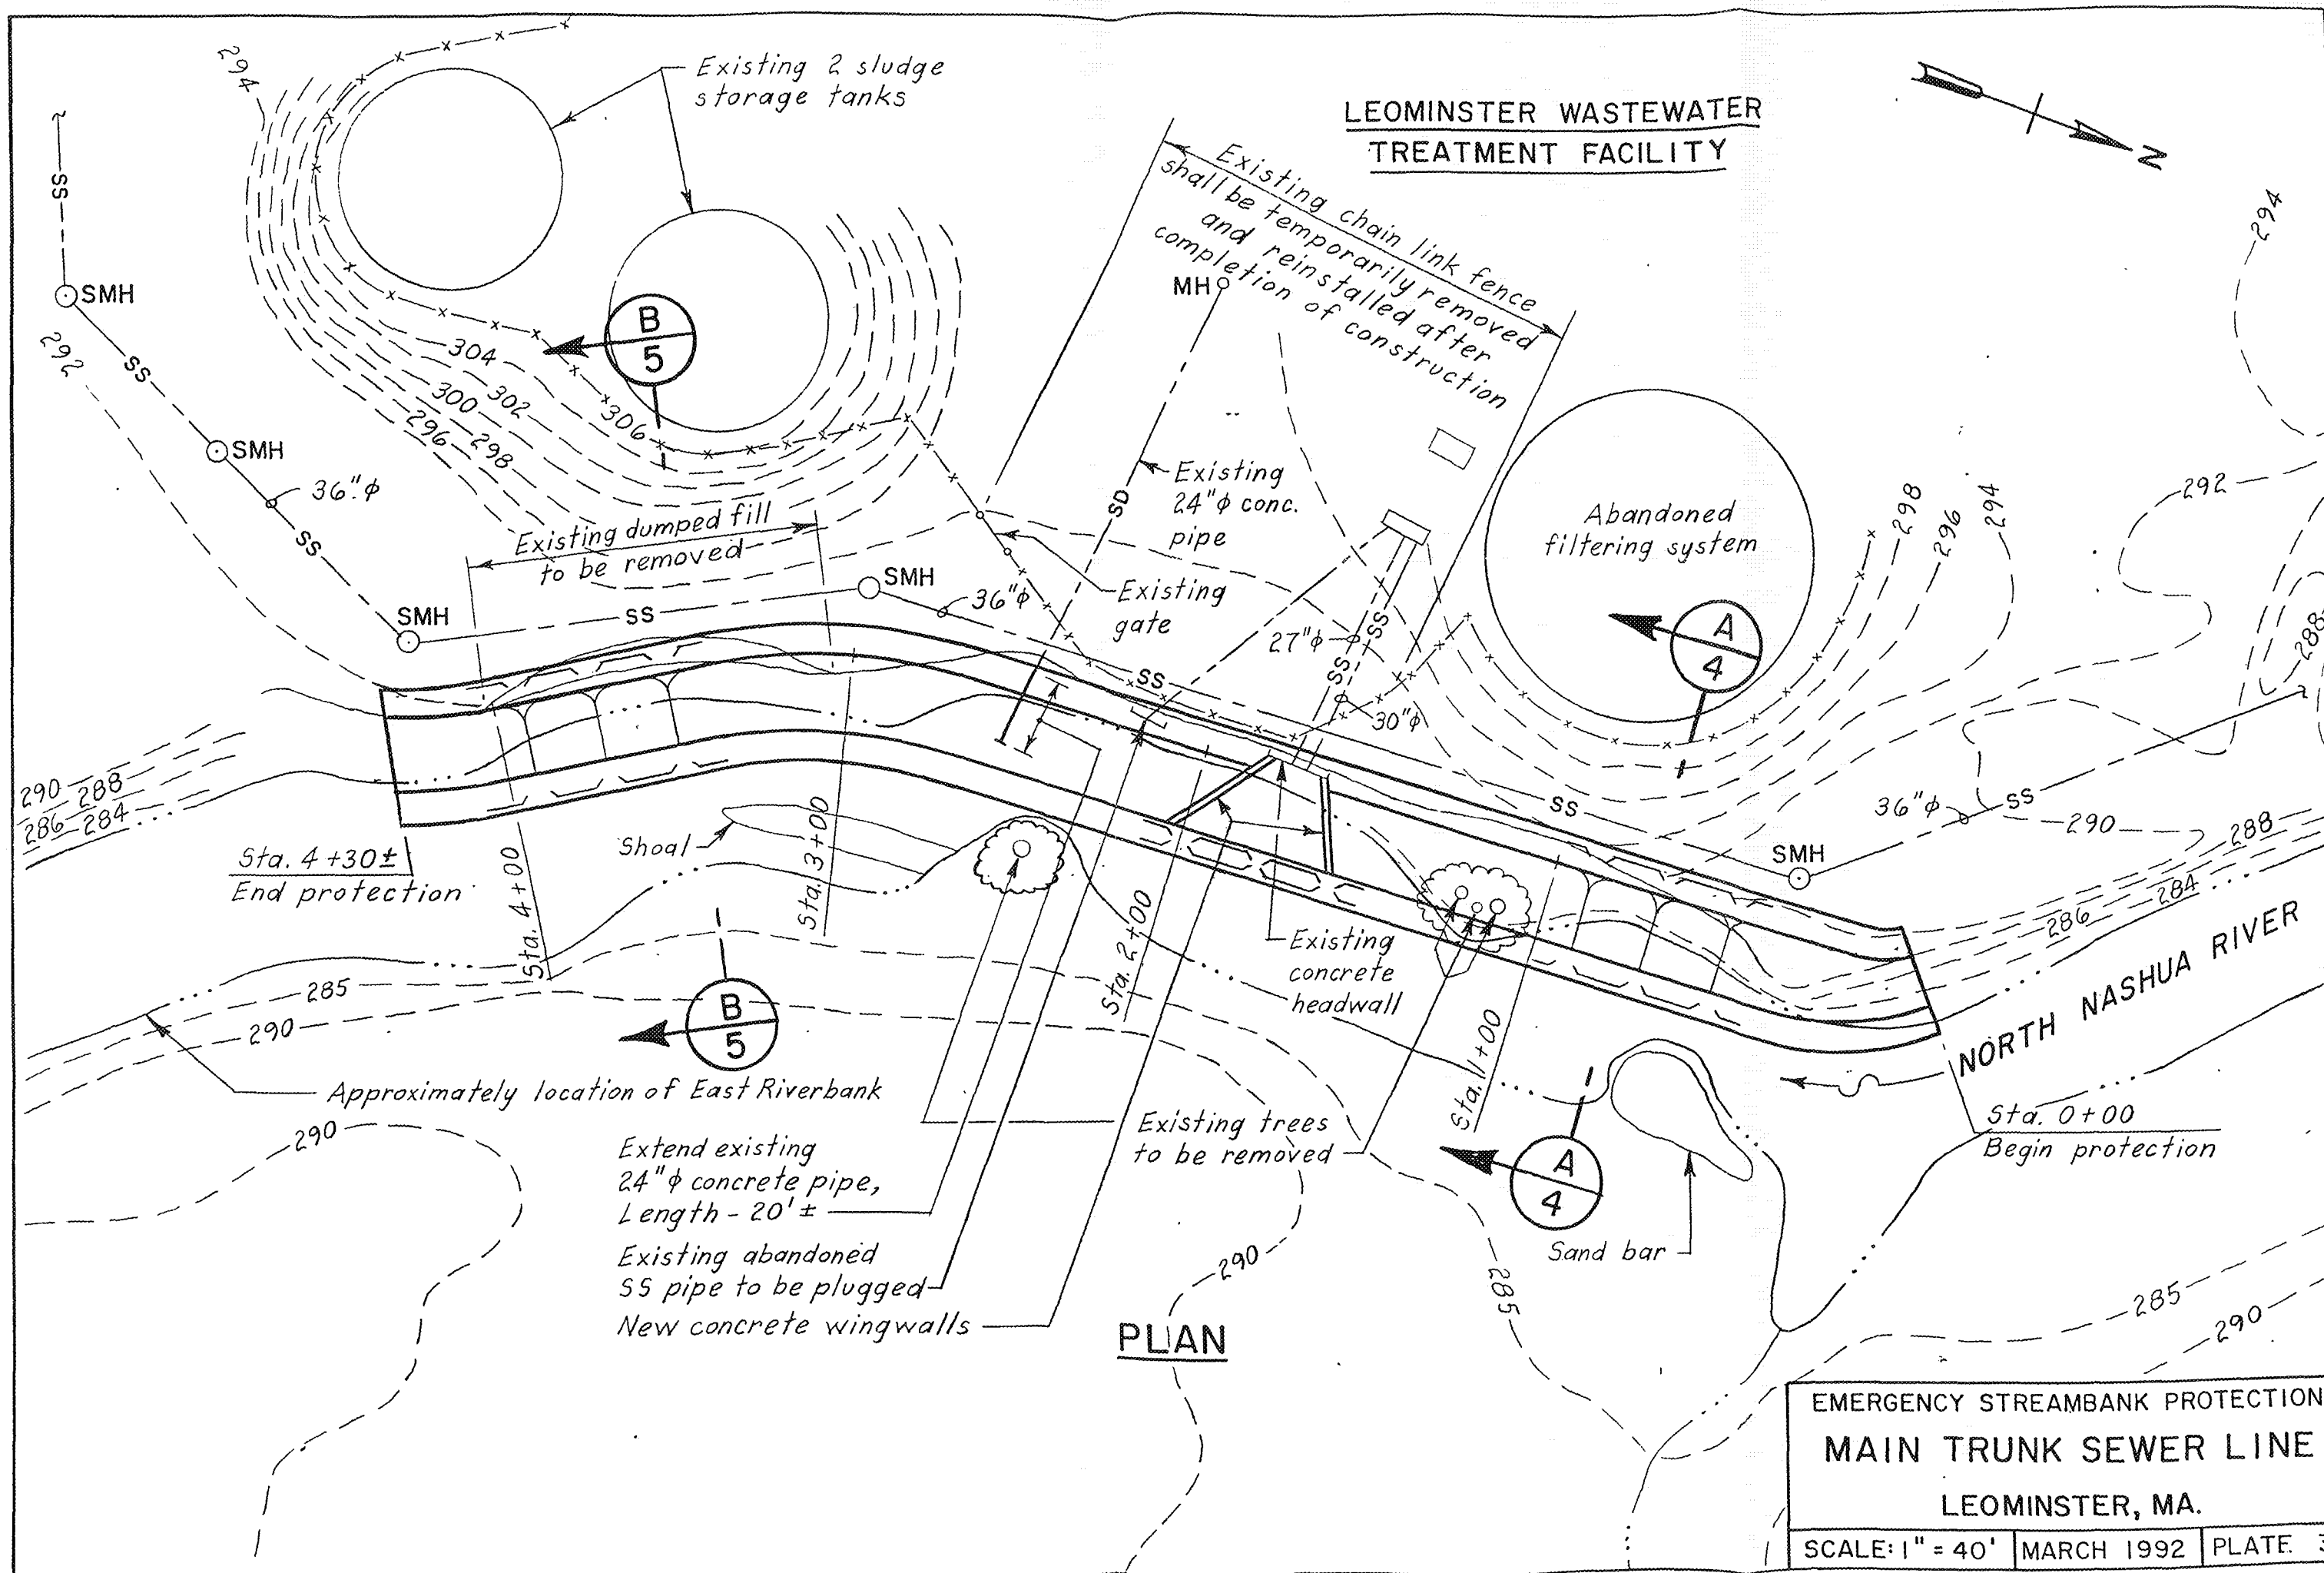 294
Existing 2 sludge
storage tanks
LEOMINSTER WASTEWATER
TREATMENT FACILITY
N
Existing chain link fence
shall be temporarily removed
and reinstalled after
completion of construction
SS
SMH
MH
294
292
SS
B
5
304
302
300
306
298
296
SMH
36"φ
SS
Existing dumped fill
to be removed
SD
Existing
24"φ conc.
pipe
Abandoned
filtering system
298
296
294
292
288
SMH
SS
SMH
36"φ
Existing
gate
27"φ
SS
SS
30"φ
SS
A
4
SS
36"φ
SS
290
288
286
284
SMH
290
288
286
284
Sta. 4+30±
End protection
Shoal
Sta. 4+00
Sta. 3+00
Sta. 2+00
Sta. 1+00
Existing
concrete
headwall
NORTH NASHUA RIVER
285
290
B
5
Approximately location of East Riverbank
Sta. 0+00
Begin protection
290
Extend existing
24"φ concrete pipe,
Length - 20'±
Existing trees
to be removed
A
4
Existing abandoned
SS pipe to be plugged
New concrete wingwalls
Sand bar
290
285
285
290
PLAN
EMERGENCY STREAMBANK PROTECTION
MAIN TRUNK SEWER LINE
LEOMINSTER, MA.
SCALE: 1" = 40' MARCH 1992 PLATE 3